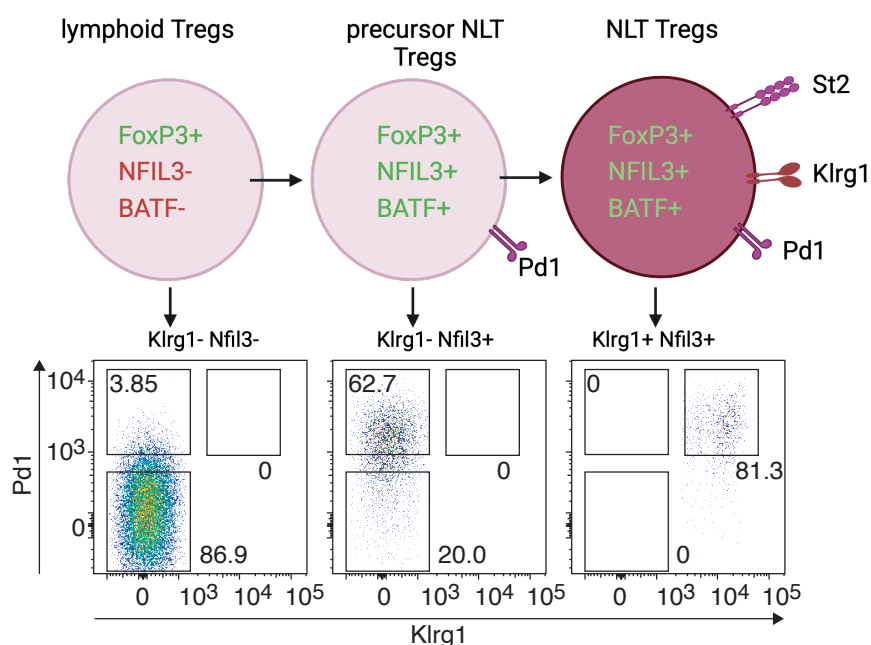 lymphoid Tregs
precursor NLT
Tregs
NLT Tregs
FoxP3+
NFIL3-
BATF-
FoxP3+
NFIL3+
BATF+
Pd1
FoxP3+
NFIL3+
BATF+
St2
Klrg1
Pd1
Klrg1- Nfil3-
Klrg1- Nfil3+
Klrg1+ Nfil3+
Pd1
10⁴
10³
0
3.85
0
86.9
62.7
0
20.0
0
81.3
0
0 10³ 10⁴ 10⁵
0 10³ 10⁴ 10⁵
0 10³ 10⁴ 10⁵
Klrg1